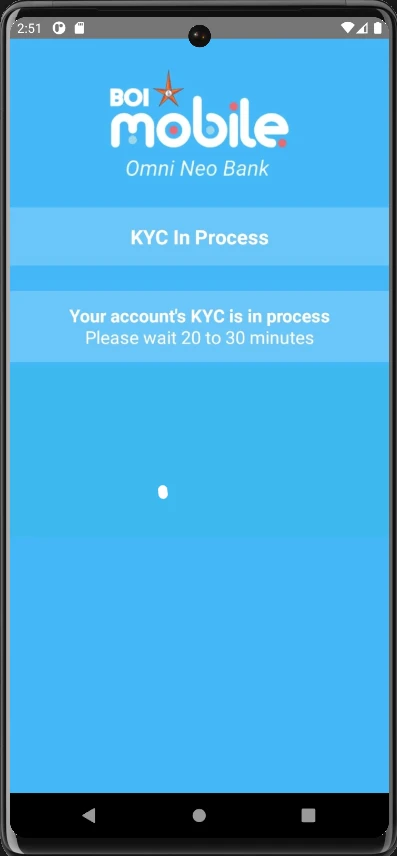 2:51
BOI
mobile
Omni Neo Bank
KYC In Process
Your account's KYC is in process
Please wait 20 to 30 minutes